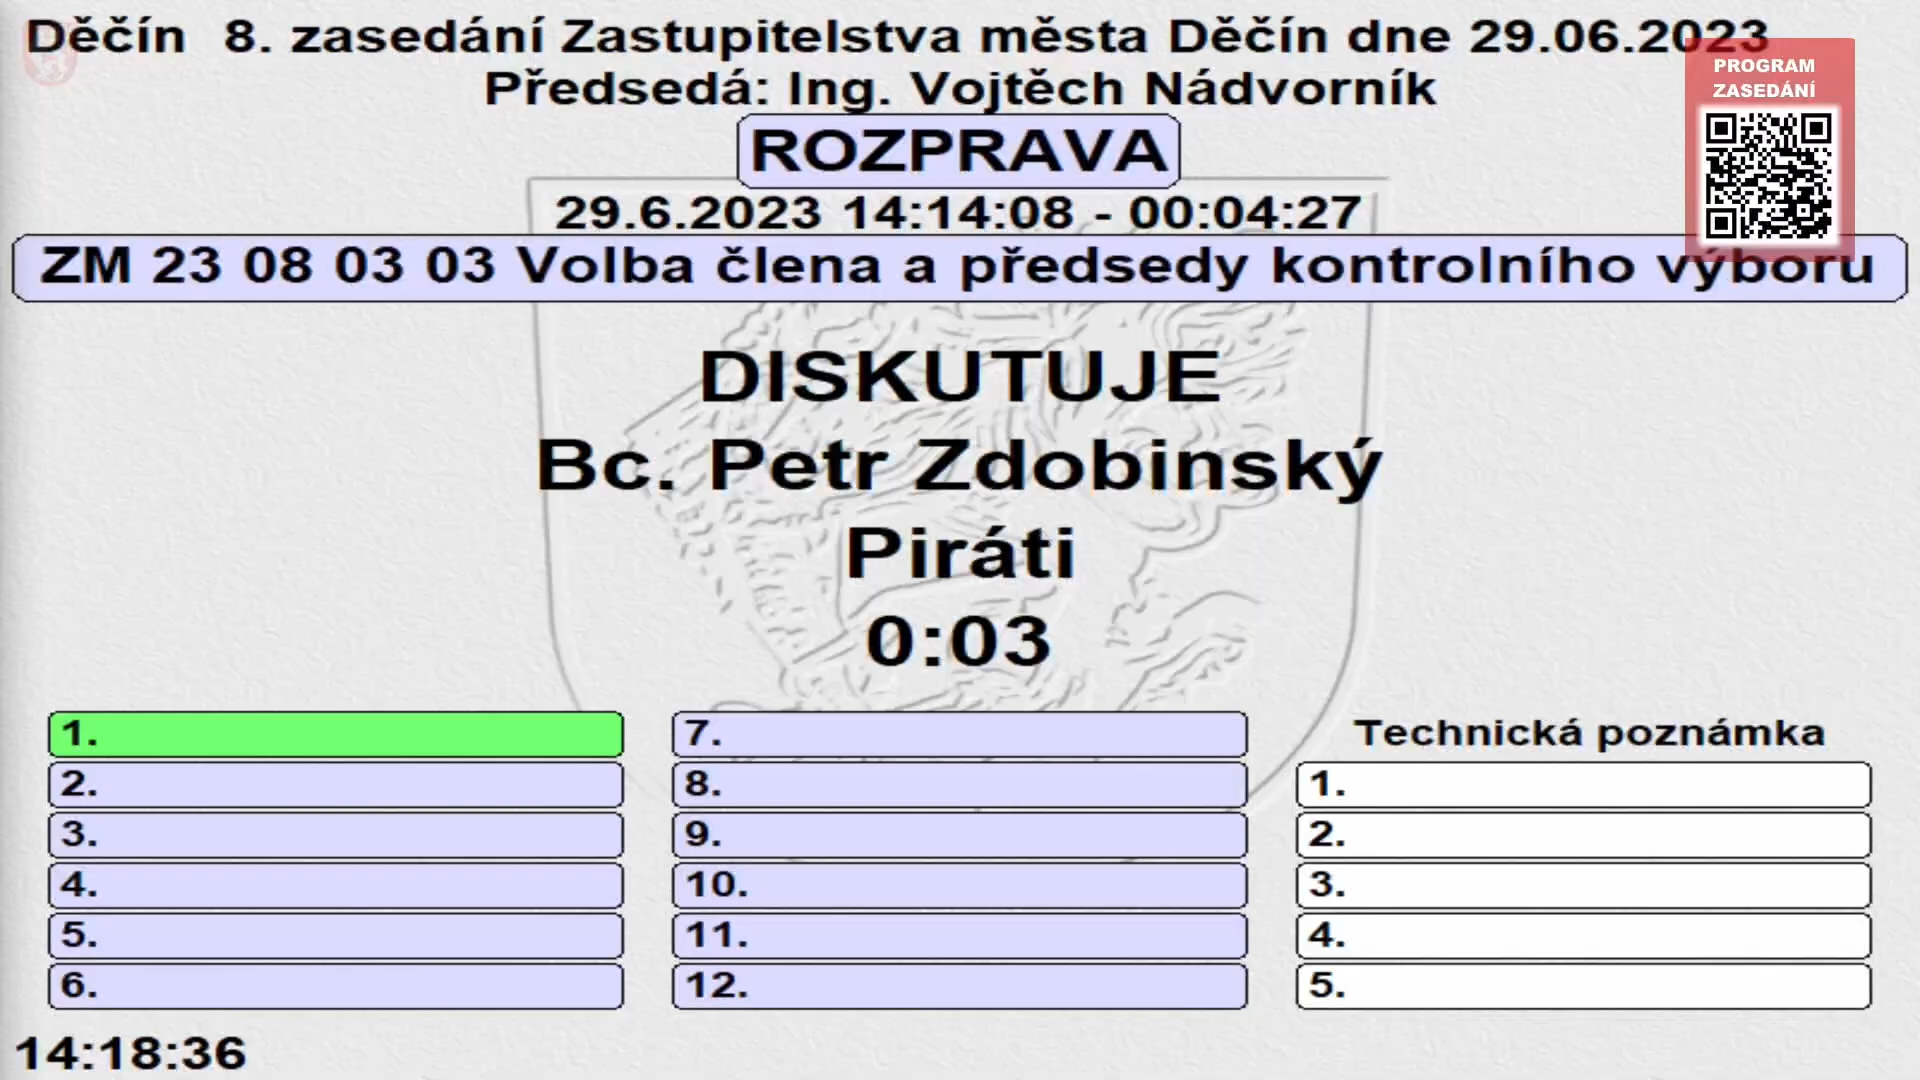 Děčín 8. zasedání Zastupitelstva města Děčín dne 29.06.2023
Předsedá: Ing. Vojtěch Nádvorník
PROGRAM
ZASEDÁNÍ
ROZPRAVA
29.6.2023 14:14:08 - 00:04:27
ZM 23 08 03 03 Volba člena a předsedy kontrolního výboru
DISKUTUJE
Bc. Petr Zdobinský
Piráti
0:03
1.
2.
3.
4.
5.
6.
7.
8.
9.
10.
11.
12.
Technická poznámka
1.
2.
3.
4.
5.
14:18:36